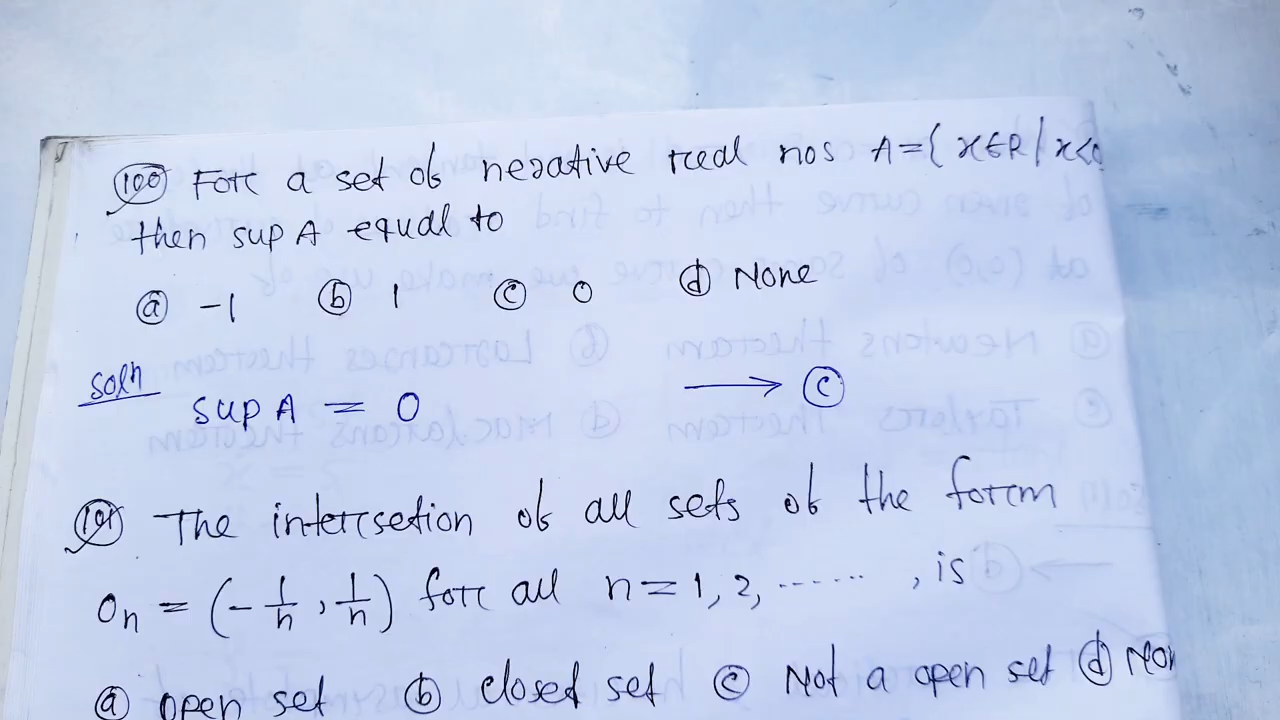 100 For a set of negative real nos A={x∈R/x<0
then sup A equal to
(a) -1 (b) 1 (c) 0 (d) None
Soln
sup A = 0 → (c)
101 The intersetion of all sets of the form
On = (-1/n, 1/n) for all n=1, 2, ......., is
(a) open set (b) closed set (c) Not a open set (d) Non